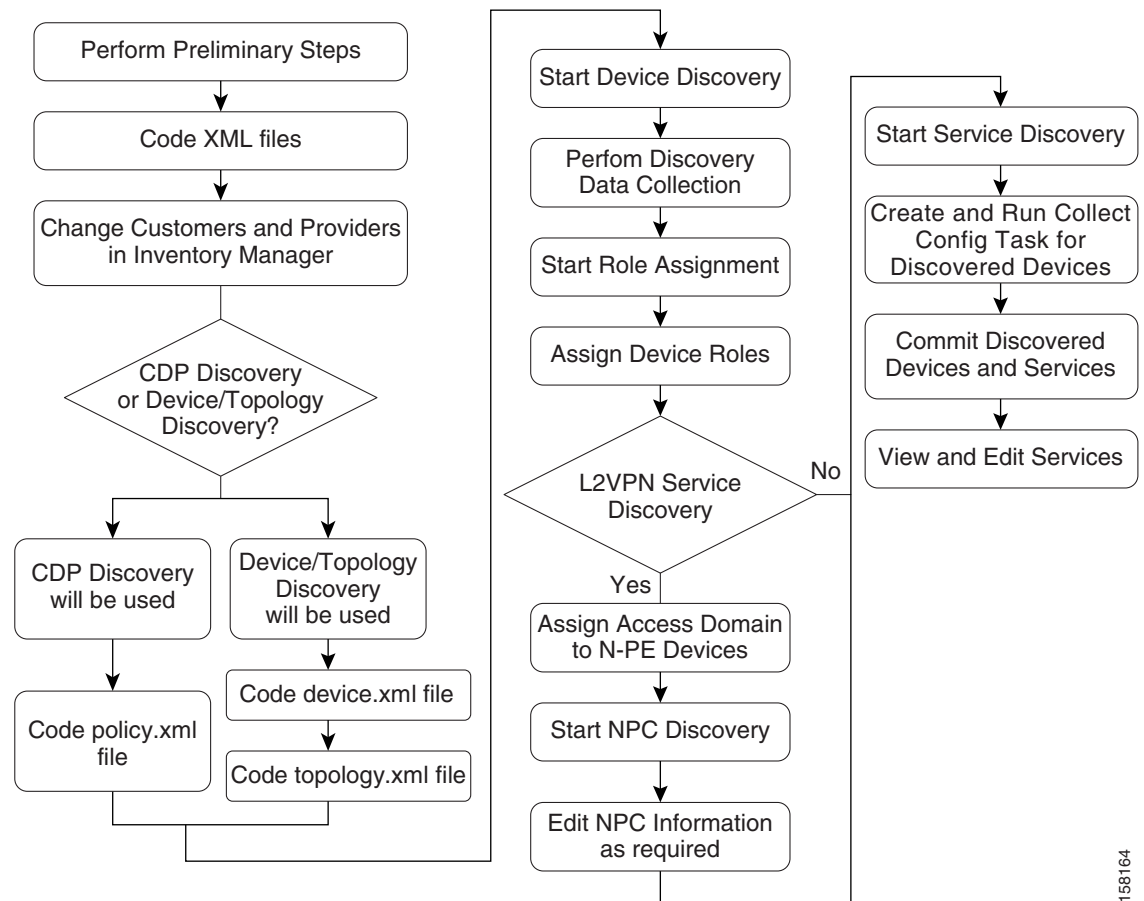 Perform Preliminary Steps
Code XML files
Change Customers and Providers
in Inventory Manager
CDP Discovery
or Device/Topology
Discovery?
CDP Discovery
will be used
Code policy.xml
file
Device/Topology
Discovery
will be used
Code device.xml file
Code topology.xml file
Start Device Discovery
Perfom Discovery
Data Collection
Start Role Assignment
Assign Device Roles
L2VPN Service
Discovery
No
Yes
Assign Access Domain
to N-PE Devices
Start NPC Discovery
Edit NPC Information
as required
Start Service Discovery
Create and Run Collect
Config Task for
Discovered Devices
Commit Discovered
Devices and Services
View and Edit Services
158164